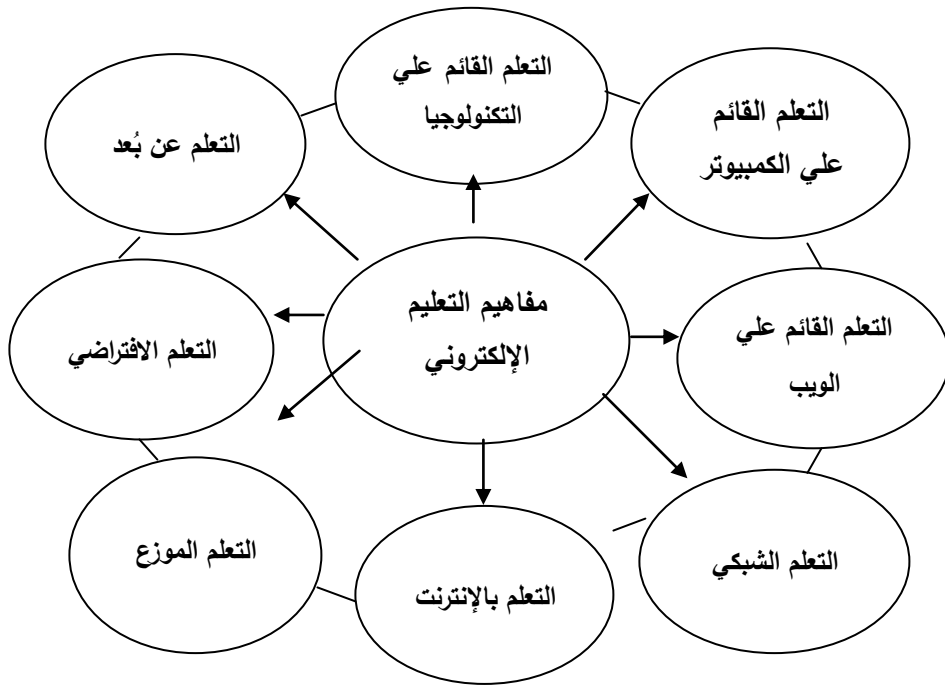 التعلم القائم علي
التكنولوجيا
التعلم القائم
علي الكمبيوتر
التعلم عن بُعد
مفاهيم التعليم
الإلكتروني
التعلم القائم علي
الويب
التعلم الافتراضي
التعلم الشبكي
التعلم بالإنترنت
التعلم الموزع